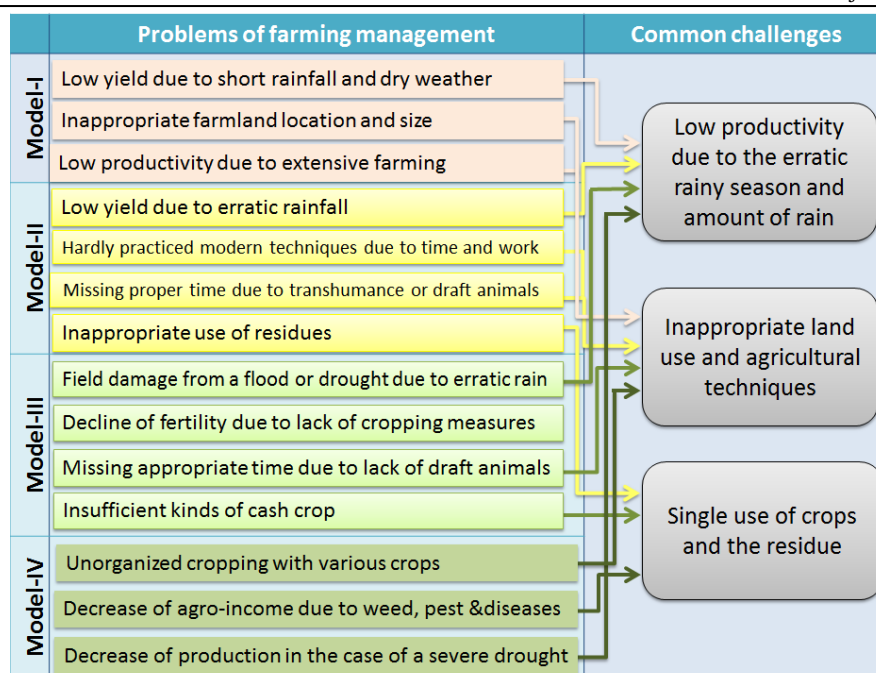 Problems of farming management
Common challenges
Model-I
Low yield due to short rainfall and dry weather
Inappropriate farmland location and size
Low productivity due to extensive farming
Model-II
Low yield due to erratic rainfall
Hardly practiced modern techniques due to time and work
Missing proper time due to transhumance or draft animals
Inappropriate use of residues
Model-III
Field damage from a flood or drought due to erratic rain
Decline of fertility due to lack of cropping measures
Missing appropriate time due to lack of draft animals
Insufficient kinds of cash crop
Model-IV
Unorganized cropping with various crops
Decrease of agro-income due to weed, pest &diseases
Decrease of production in the case of a severe drought
Low productivity
due to the erratic
rainy season and
amount of rain
Inappropriate land
use and agricultural
techniques
Single use of crops
and the residue